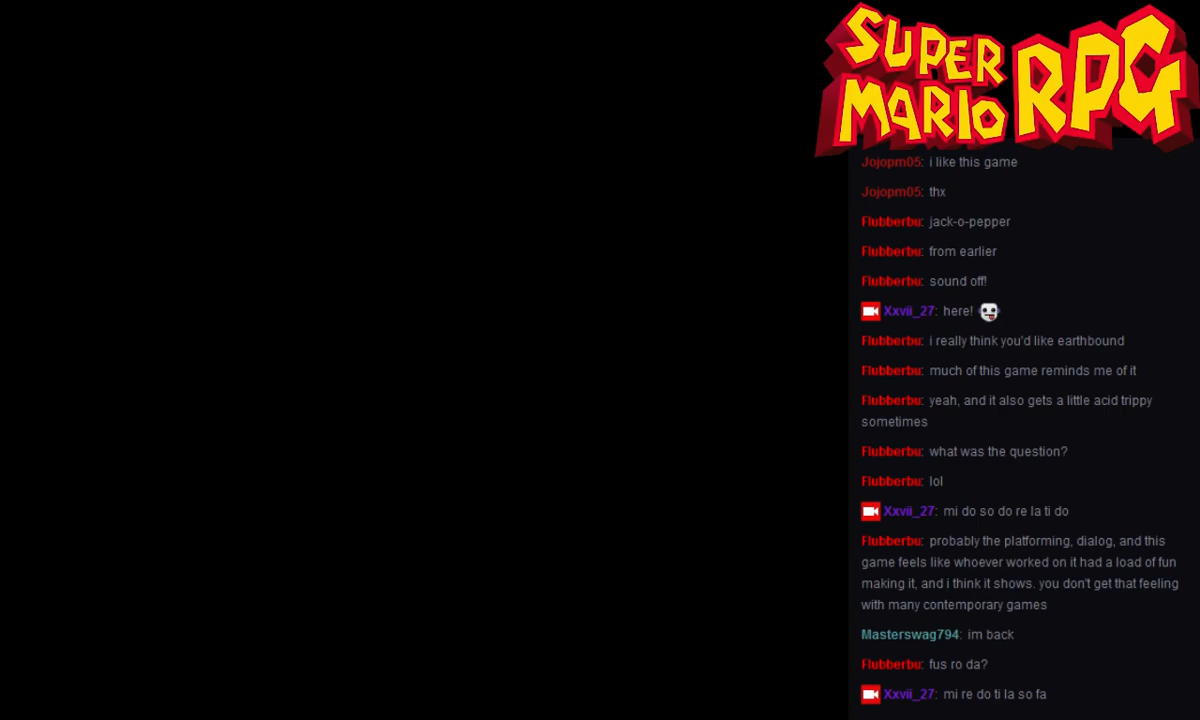 SUPER
MARIO RPG
Jojopm05: i like this game
Jojopm05: thx
Flubberbu: jack-o-pepper
Flubberbu: from earlier
Flubberbu: sound off!
Xxvii_27: here!
Flubberbu: i really think you'd like earthbound
Flubberbu: much of this game reminds me of it
Flubberbu: yeah, and it also gets a little acid trippy
sometimes
Flubberbu: what was the question?
Flubberbu: lol
Xxvii_27: mi do so do re la ti do
Flubberbu: probably the platforming, dialog, and this
game feels like whoever worked on it had a load of fun
making it, and i think it shows. you don't get that feeling
with many contemporary games
Masterswag794: im back
Flubberbu: fus ro da?
Xxvii_27: mi re do ti la so fa